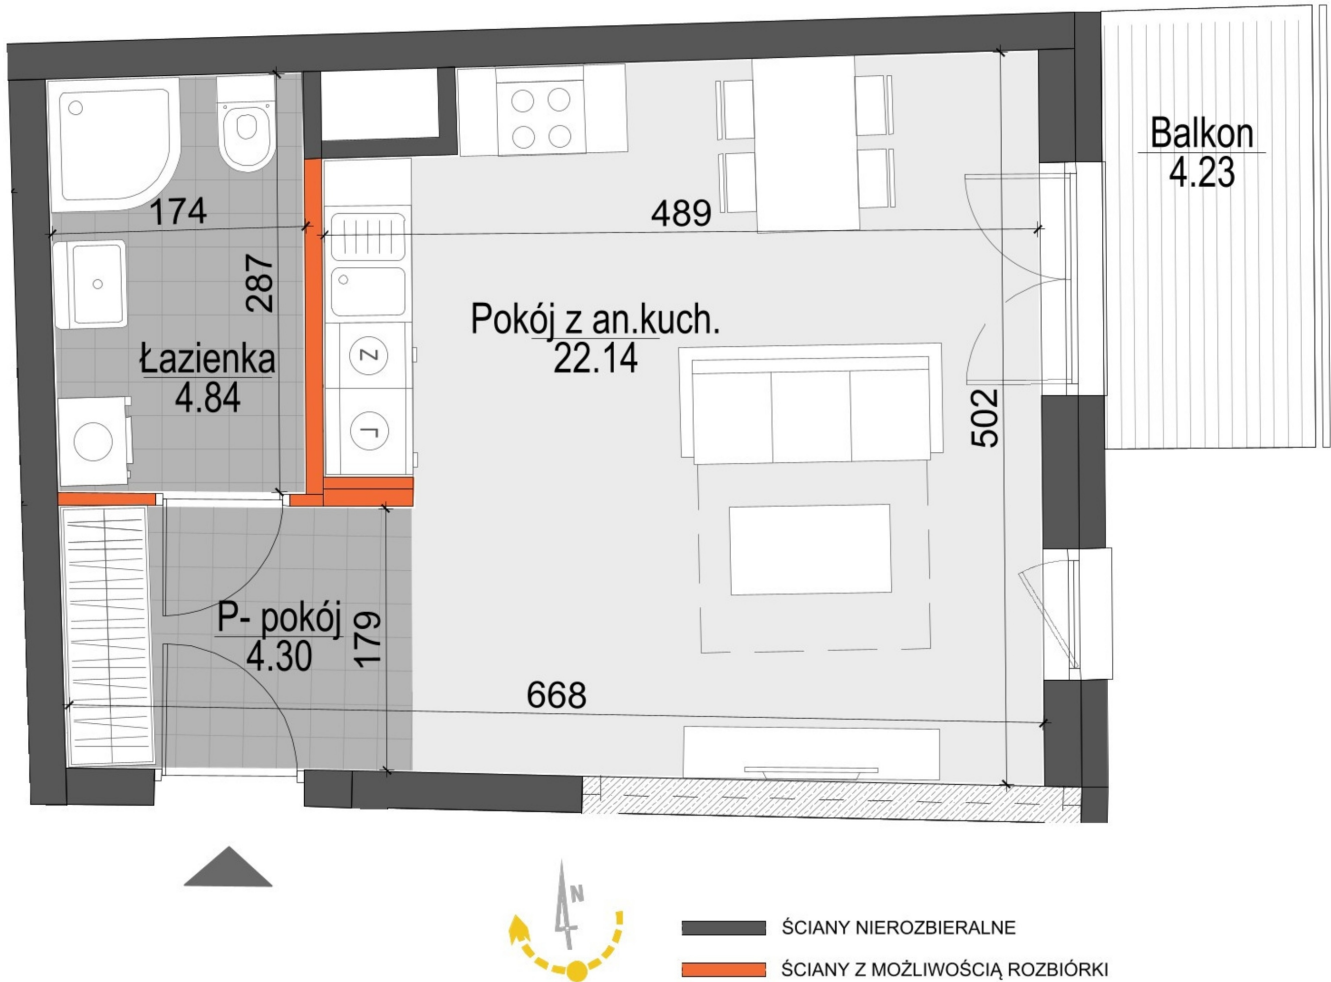 Balkon
4.23
174
489
287
Pokój z an.kuch.
22.14
Łazienka
4.84
Z
L
502
P- pokój
4.30
179
668
N
ŚCIANY NIEROZBIERALNE
ŚCIANY Z MOŻLIWOŚCIĄ ROZBIÓRKI